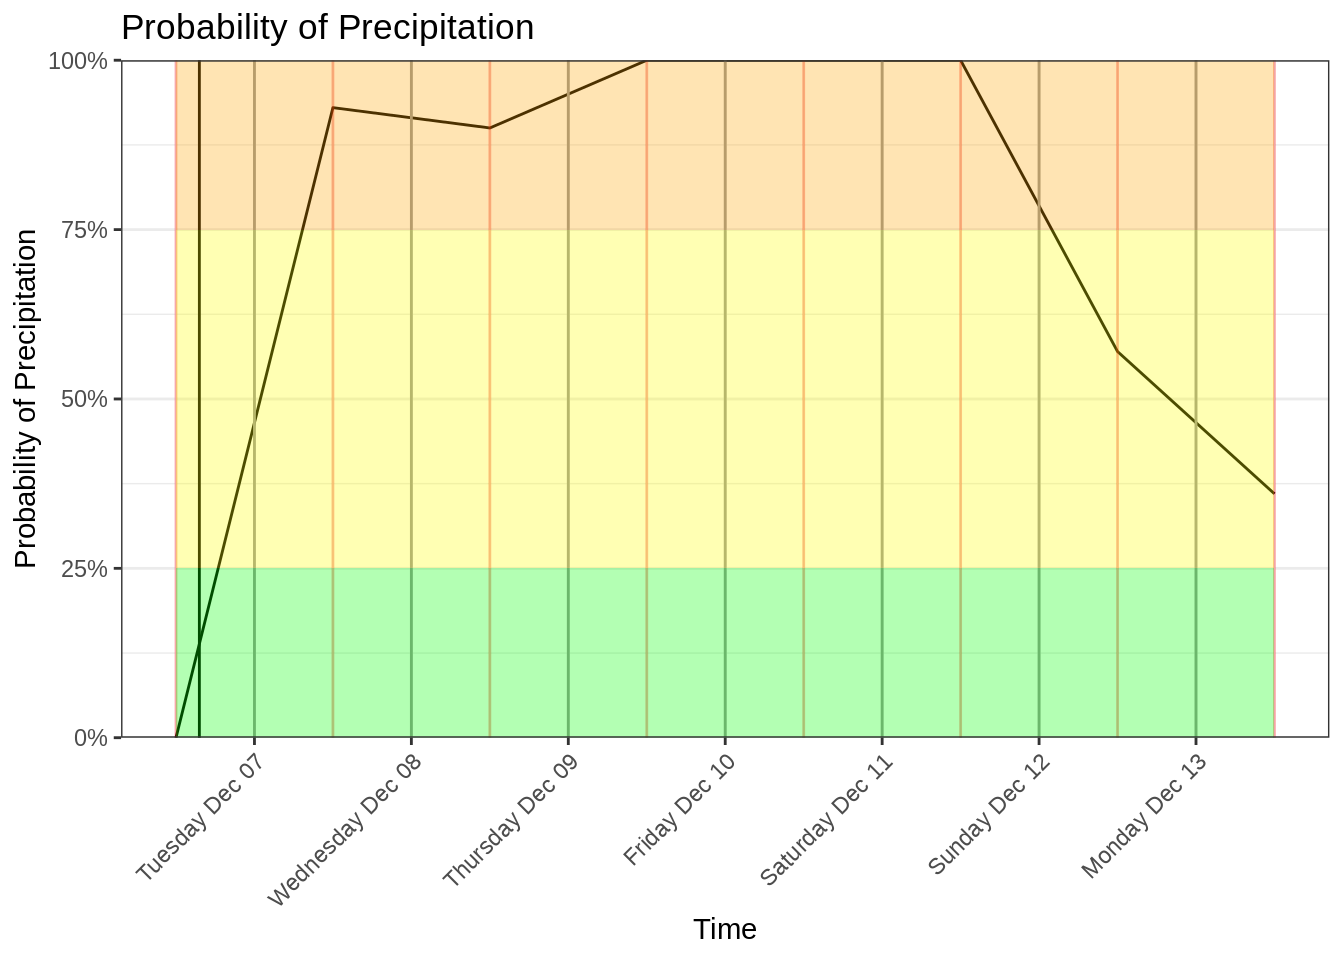 Probability of Precipitation
Probability of Precipitation
100%
75%
50%
25%
0%
Tuesday Dec 07
Wednesday Dec 08
Thursday Dec 09
Friday Dec 10
Saturday Dec 11
Sunday Dec 12
Monday Dec 13
Time